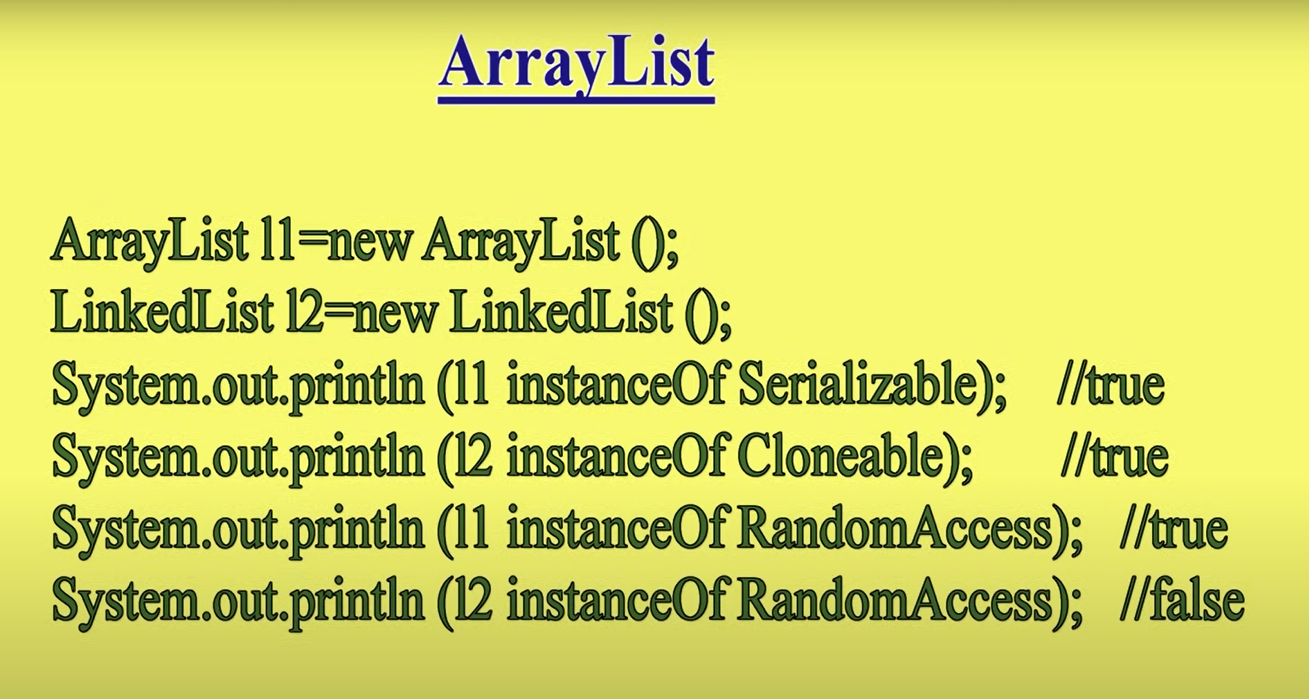 ArrayList
ArrayList l1=new ArrayList ();
LinkedList l2=new LinkedList ();
System.out.println (l1 instanceOf Serializable); //true
System.out.println (l2 instanceOf Cloneable); //true
System.out.println (l1 instanceOf RandomAccess); //true
System.out.println (l2 instanceOf RandomAccess); //false